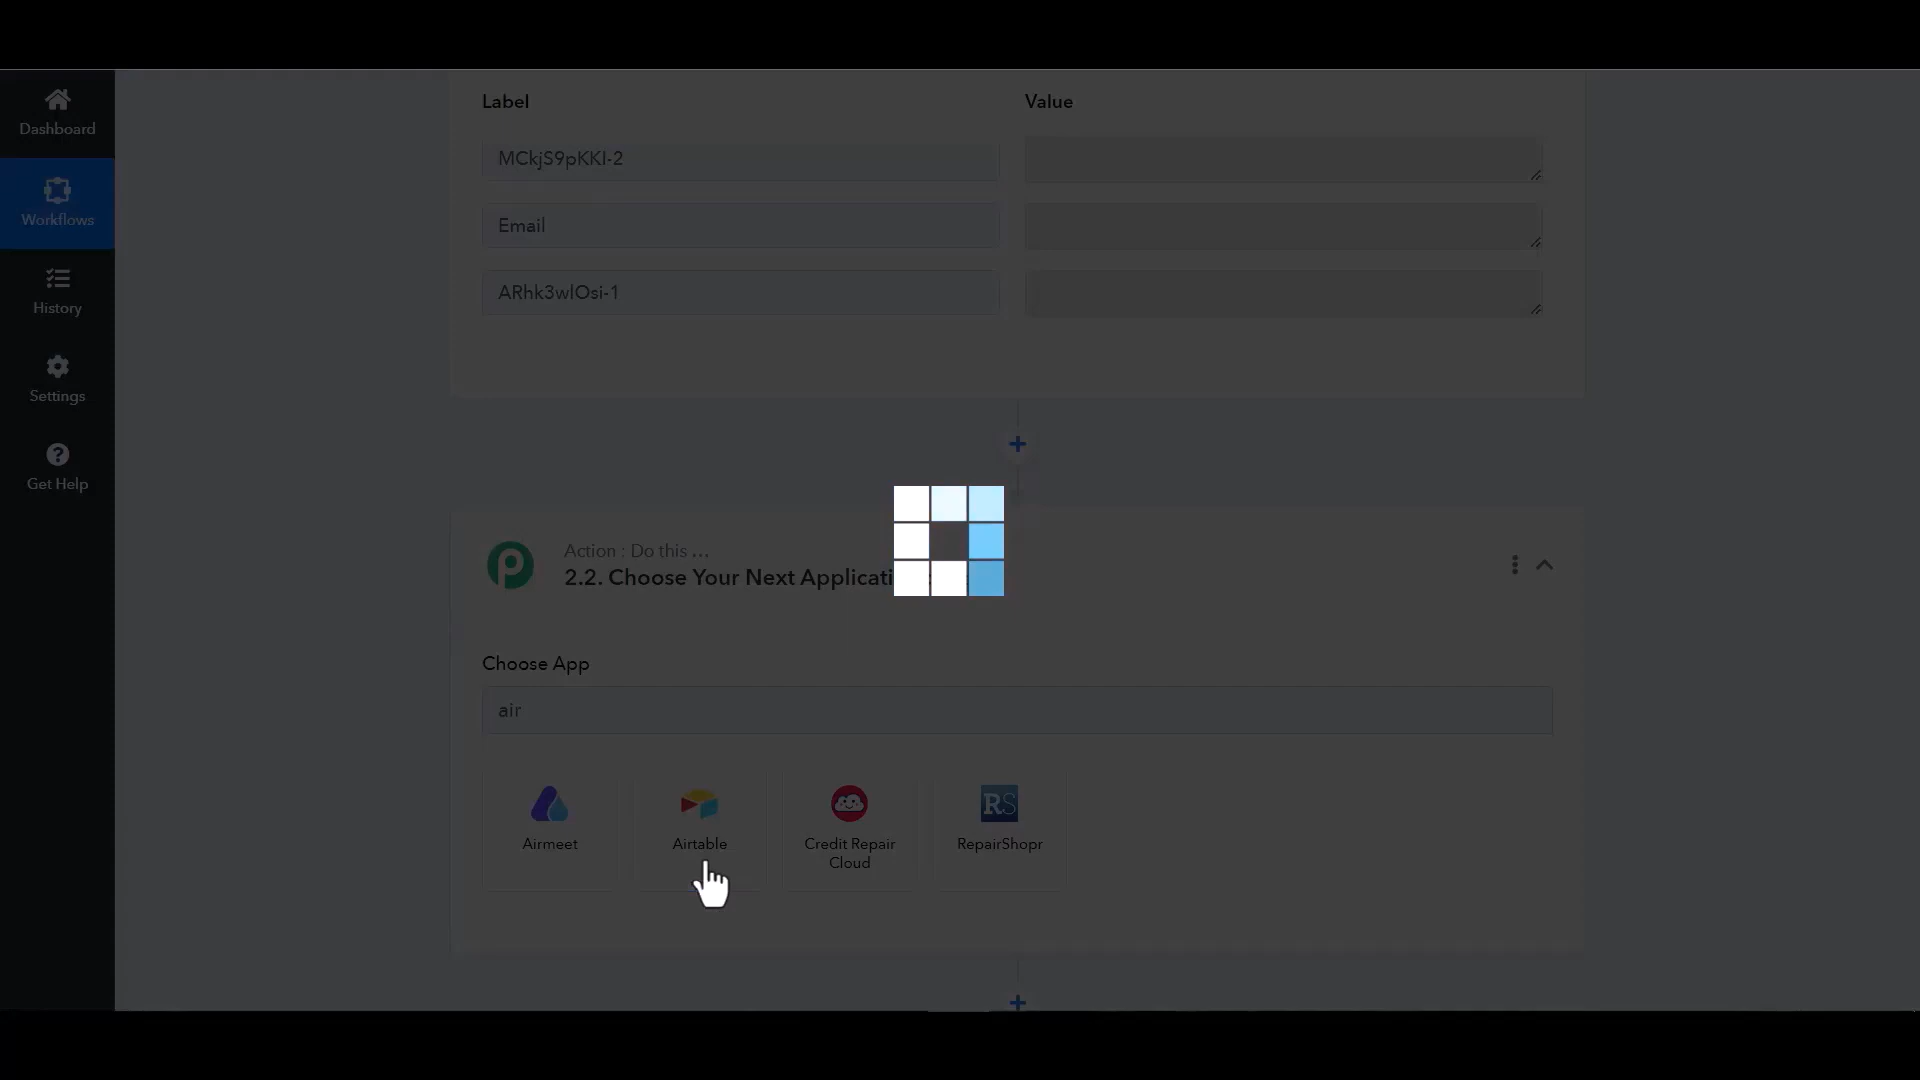 Dashboard
Workflows
History
Settings
Get Help
Label
Value
MCkjS9pKKI-2
Email
ARhk3wlOsi-1
Action : Do this ...
2.2. Choose Your Next Applicati
Choose App
air
Airmeet
Airtable
Credit Repair
Cloud
RS
RepairShopr